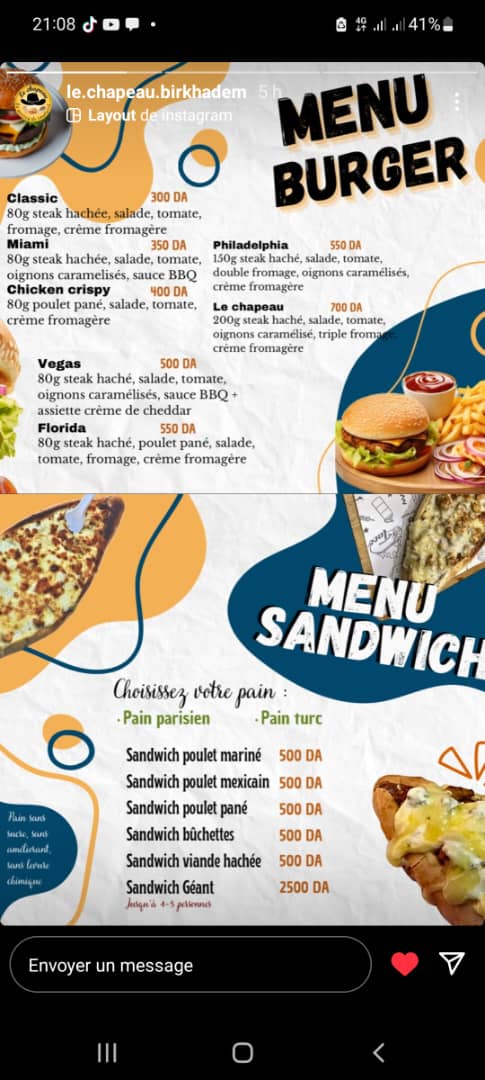 21:08
4G
41%
le.chapeau.birkhadem 5 h
Layout de instagram
MENU
BURGER
Classic 300 DA
80g steak hachée, salade, tomate,
fromage, crème fromagère
Miami 350 DA
80g steak hachée, salade, tomate,
oignons caramelisés, sauce BBQ
Chicken crispy 400 DA
80g poulet pané, salade, tomate,
crème fromagère
Philadelphia 550 DA
150g steak haché, salade, tomate,
double fromage, oignons caramélisés,
crème fromagère
Le chapeau 700 DA
200g steak haché, salade, tomate,
oignons caramélisé, triple fromage,
crème fromagère
Vegas 500 DA
80g steak haché, salade, tomate,
oignons caramélisés, sauce BBQ +
assiette crème de cheddar
Florida 550 DA
80g steak haché, poulet pané, salade,
tomate, fromage, crème fromagère
MENU
SANDWICH
Choisissez votre pain :
· Pain parisien · Pain turc
Sandwich poulet mariné 500 DA
Sandwich poulet mexicain 500 DA
Sandwich poulet pané 500 DA
Sandwich bûchettes 500 DA
Sandwich viande hachée 500 DA
Sandwich Géant 2500 DA
Jusqu'à 4-5 personnes
Pain sans
sucre, sans
améliorant,
sans levure
chimique
Envoyer un message